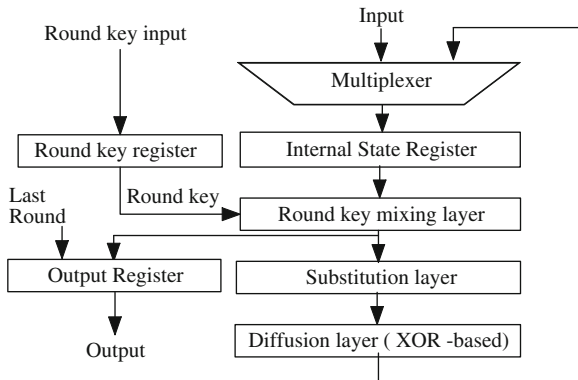 Input
Round key input
Multiplexer
Round key register
Internal State Register
Round key
Last
Round
Round key mixing layer
Output Register
Substitution layer
Output
Diffusion layer ( XOR -based)